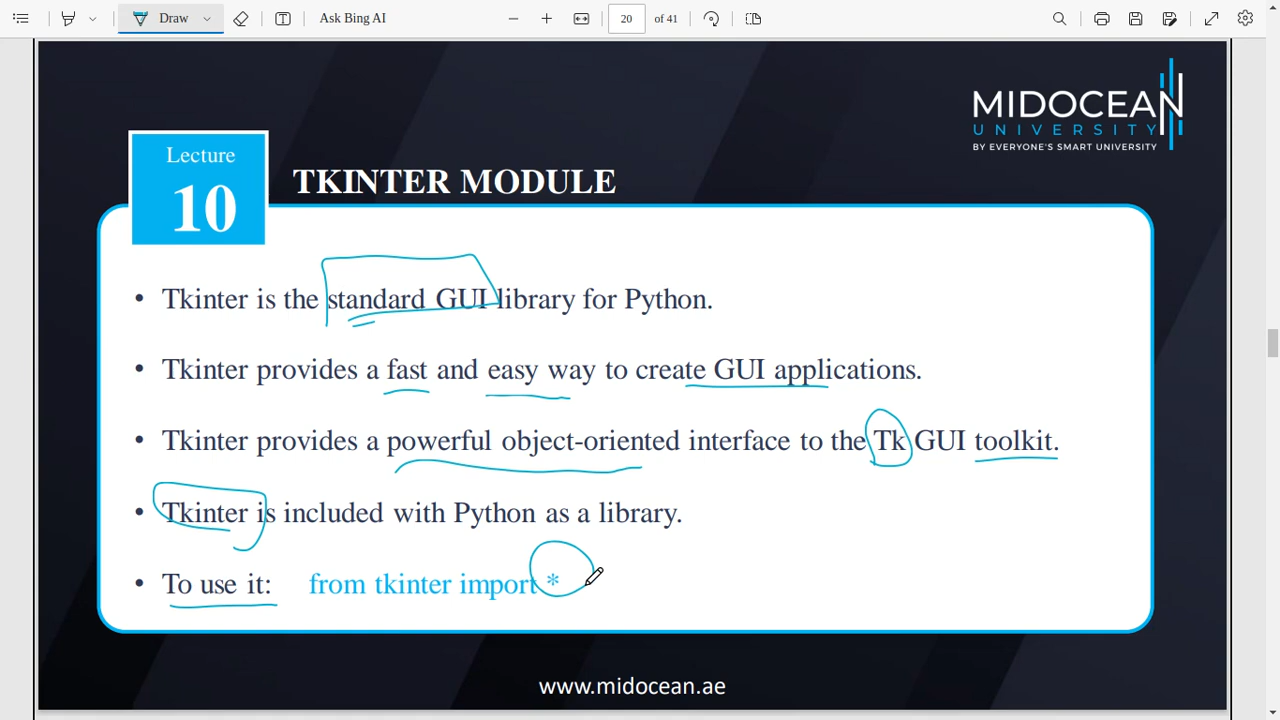 Draw
Ask Bing AI
20 of 41
MIDOCEAN
UNIVERSITY
BY EVERYONE'S SMART UNIVERSITY
Lecture
10
TKINTER MODULE
• Tkinter is the standard GUI library for Python.
• Tkinter provides a fast and easy way to create GUI applications.
• Tkinter provides a powerful object-oriented interface to the Tk GUI toolkit.
• Tkinter is included with Python as a library.
• To use it: from tkinter import *
www.midocean.ae